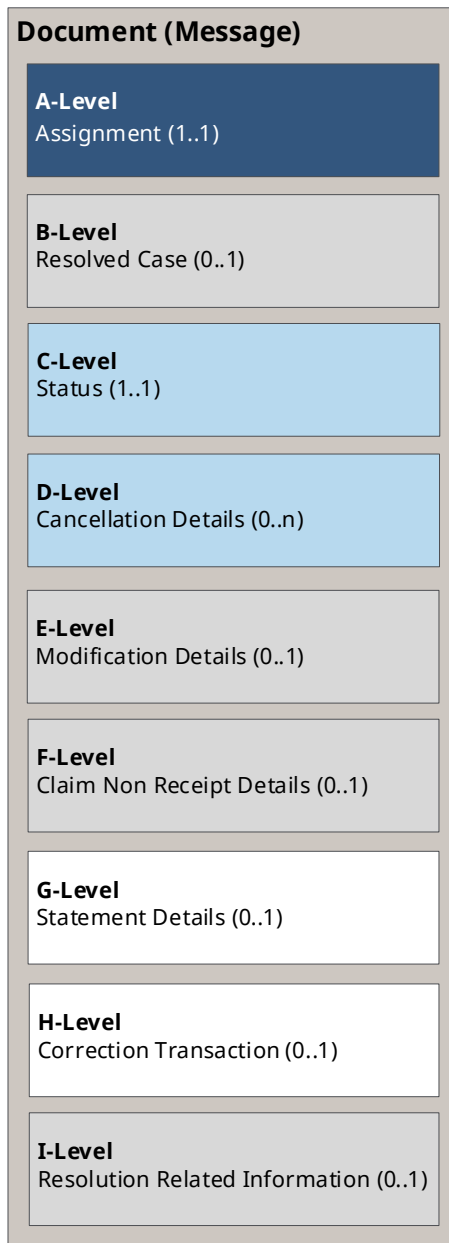 Document (Message)
A-Level
Assignment (1..1)
B-Level
Resolved Case (0..1)
C-Level
Status (1..1)
D-Level
Cancellation Details (0..n)
E-Level
Modification Details (0..1)
F-Level
Claim Non Receipt Details (0..1)
G-Level
Statement Details (0..1)
H-Level
Correction Transaction (0..1)
I-Level
Resolution Related Information (0..1)